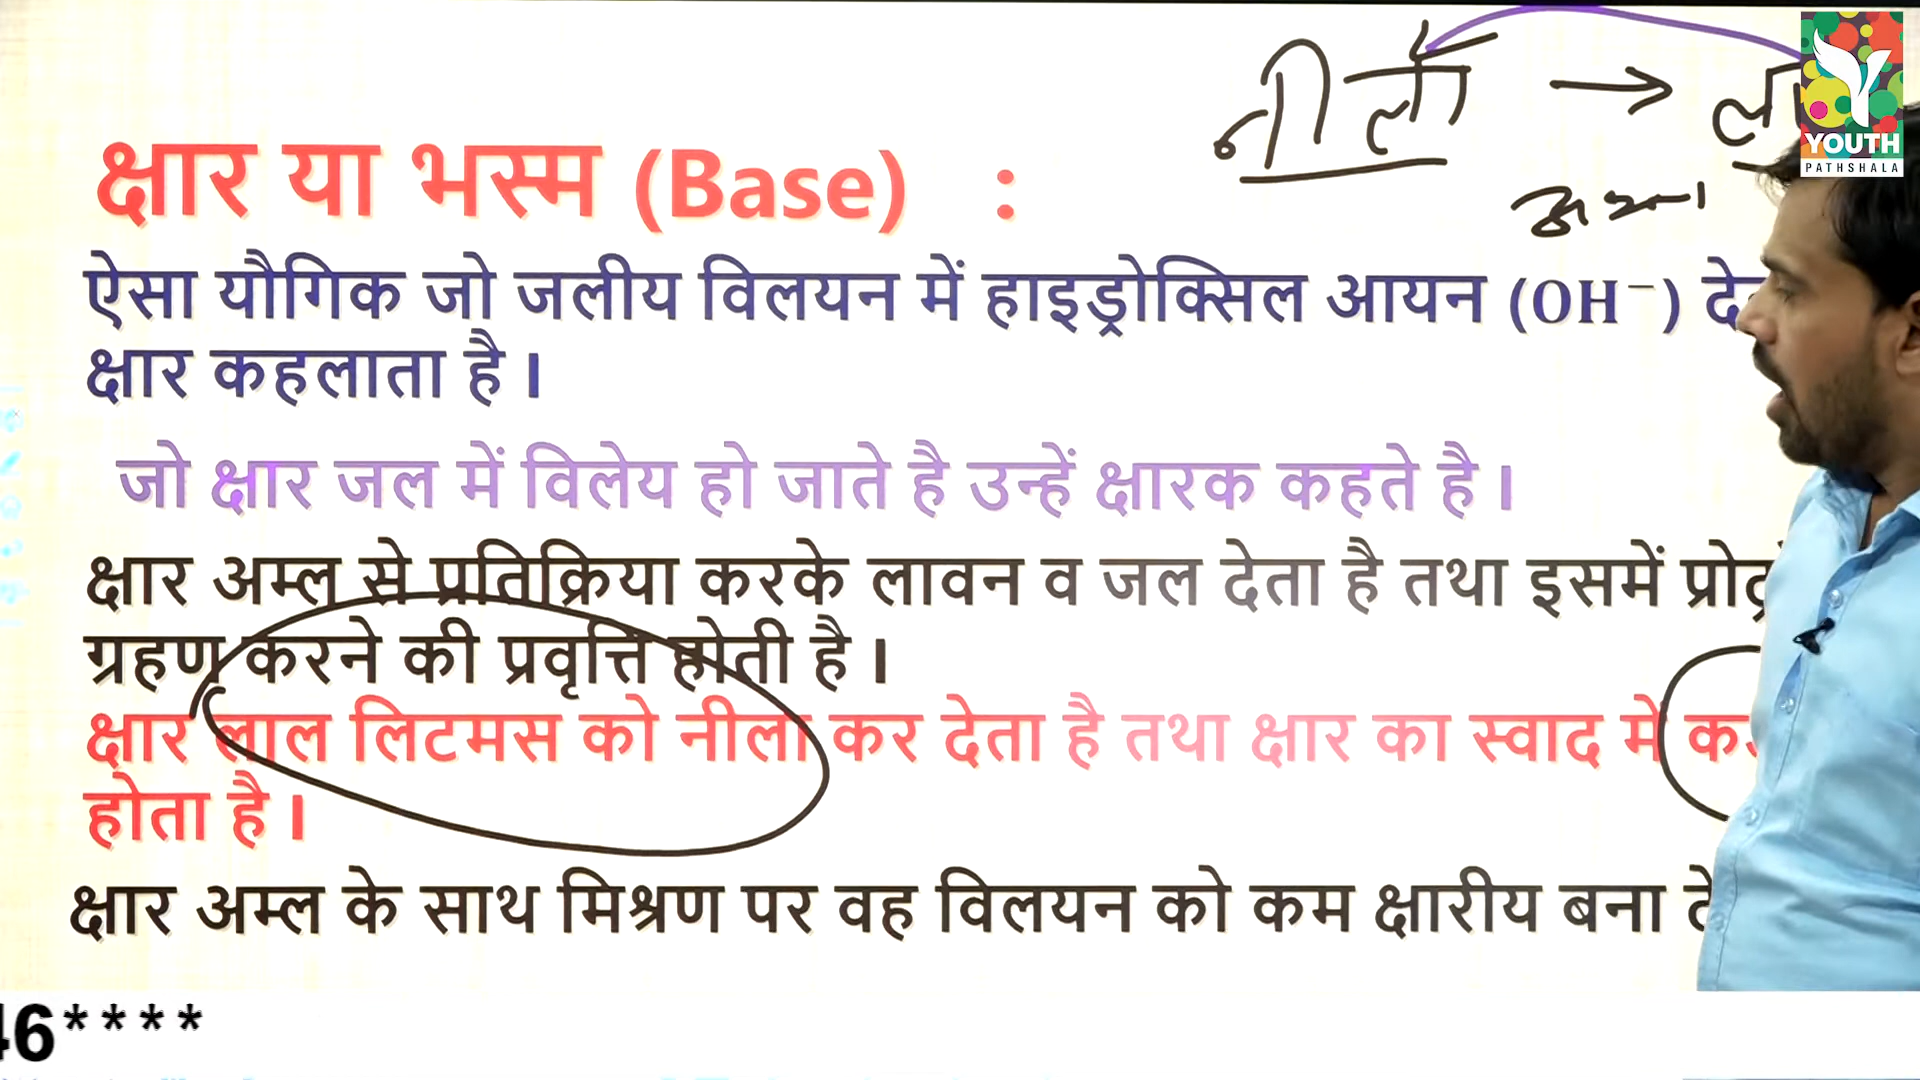 नीला →
YOUTH
PATHSHALA
क्षार या भस्म (Base) :
ऐसा यौगिक जो जलीय विलयन में हाइड्रोक्सिल आयन (OH⁻)
क्षार कहलाता है ।
जो क्षार जल में विलेय हो जाते है उन्हें क्षारक कहते है ।
क्षार अम्ल से प्रतिक्रिया करके लावन व जल देता है तथा इसमें
ग्रहण करने की प्रवृत्ति होती है ।
क्षार लाल लिटमस को नीला कर देता है तथा क्षार का स्वाद में
होता है ।
क्षार अम्ल के साथ मिश्रण पर वह विलयन को कम क्षारीय बना
46****